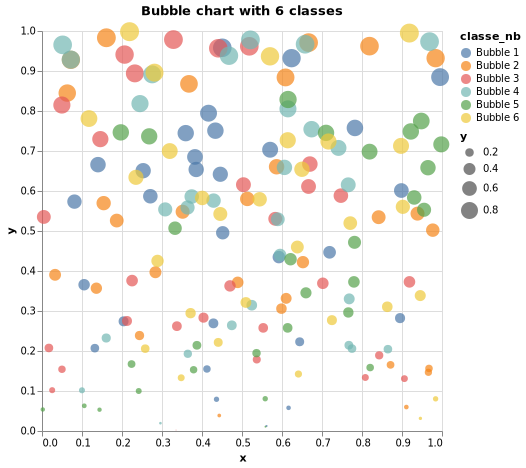 Bubble chart with 6 classes
1.0
0.9
0.8
0.7
0.6
0.5
0.4
0.3
0.2
0.1
0.0
y
0.0 0.1 0.2 0.3 0.4 0.5 0.6 0.7 0.8 0.9 1.0
x
classe_nb
Bubble 1
Bubble 2
Bubble 3
Bubble 4
Bubble 5
Bubble 6
y
0.2
0.4
0.6
0.8